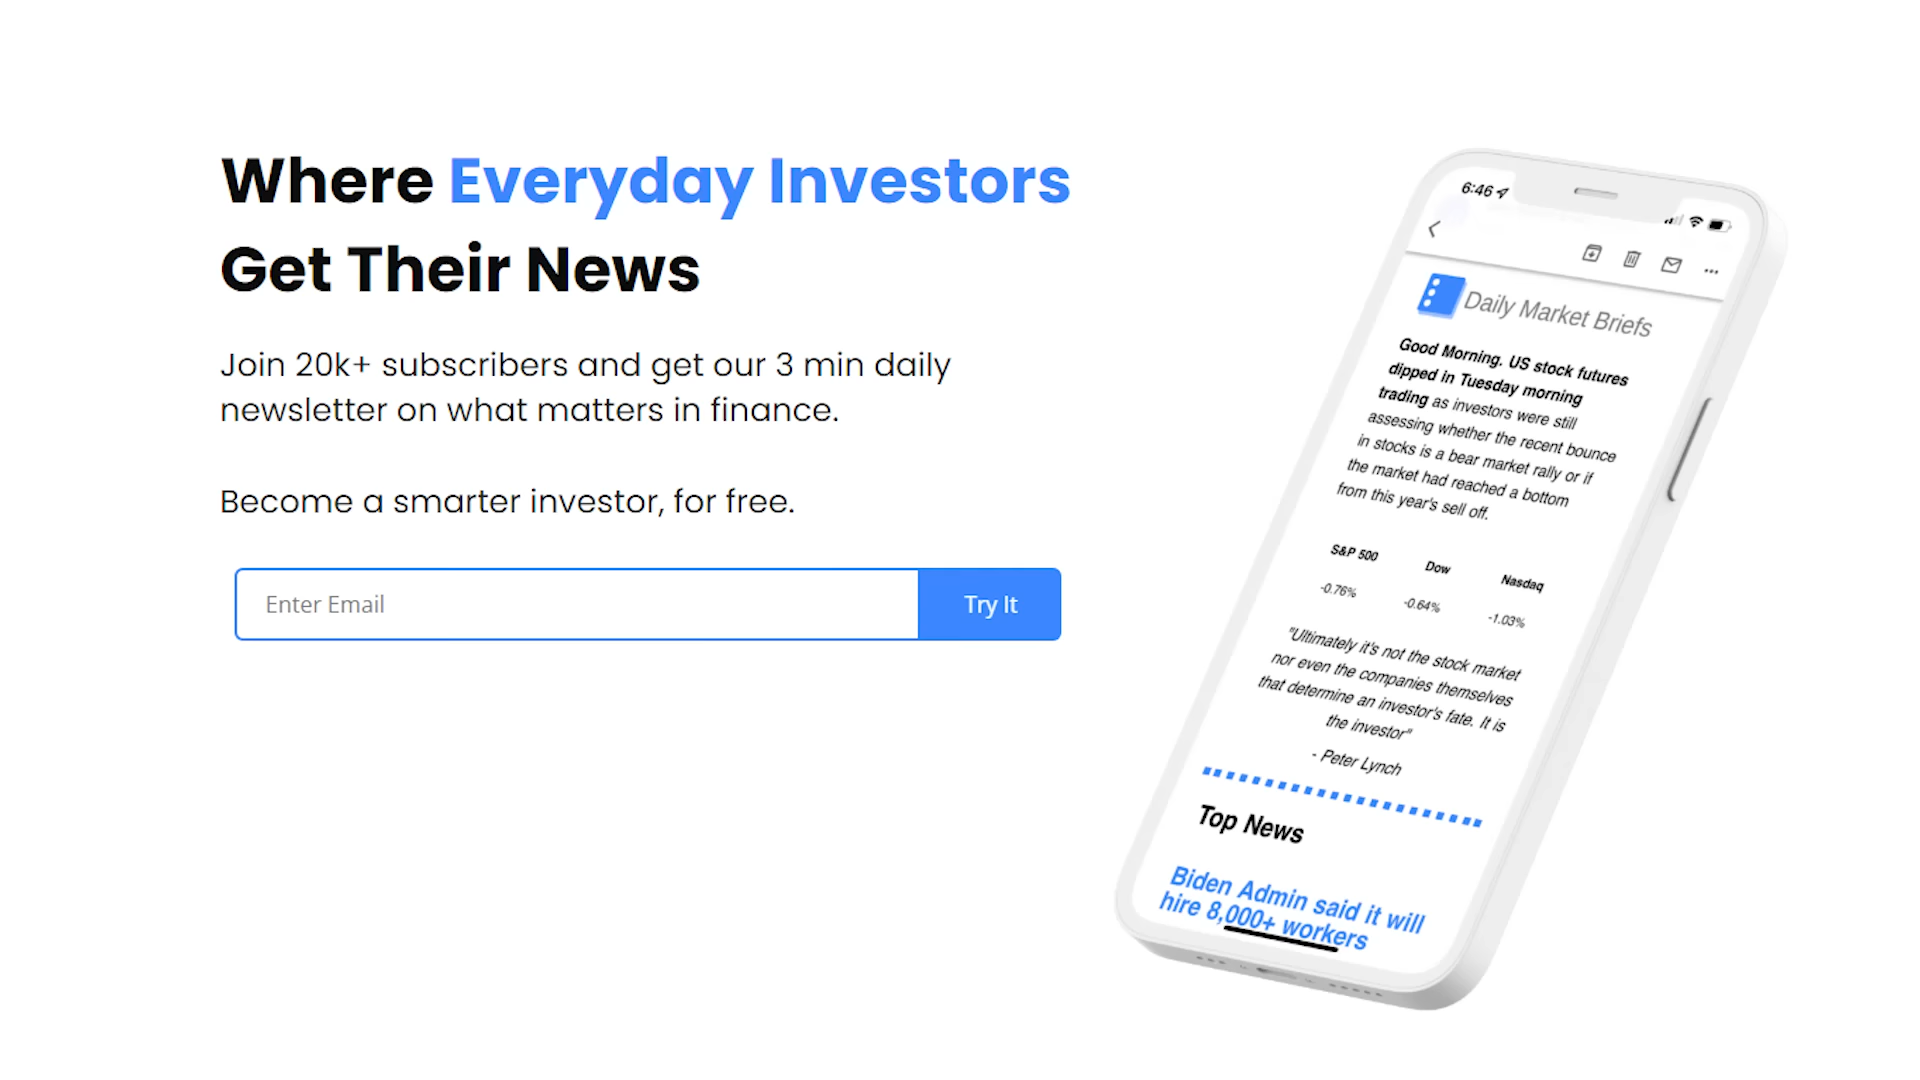 Where Everyday Investors
Get Their News
Join 20k+ subscribers and get our 3 min daily
newsletter on what matters in finance.
Become a smarter investor, for free.
Enter Email
Try It
6:46
Daily Market Briefs
Good Morning. US stock futures
dipped in Tuesday morning
trading as investors were still
assessing whether the recent bounce
in stocks is a bear market rally or if
the market had reached a bottom
from this year's sell off.
S&P 500 Dow Nasdaq
-0.76% -0.64% -1.03%
"Ultimately it's not the stock market
nor even the companies themselves
that determine an investor's fate. It is
the investor"
- Peter Lynch
Top News
Biden Admin said it will
hire 8,000+ workers